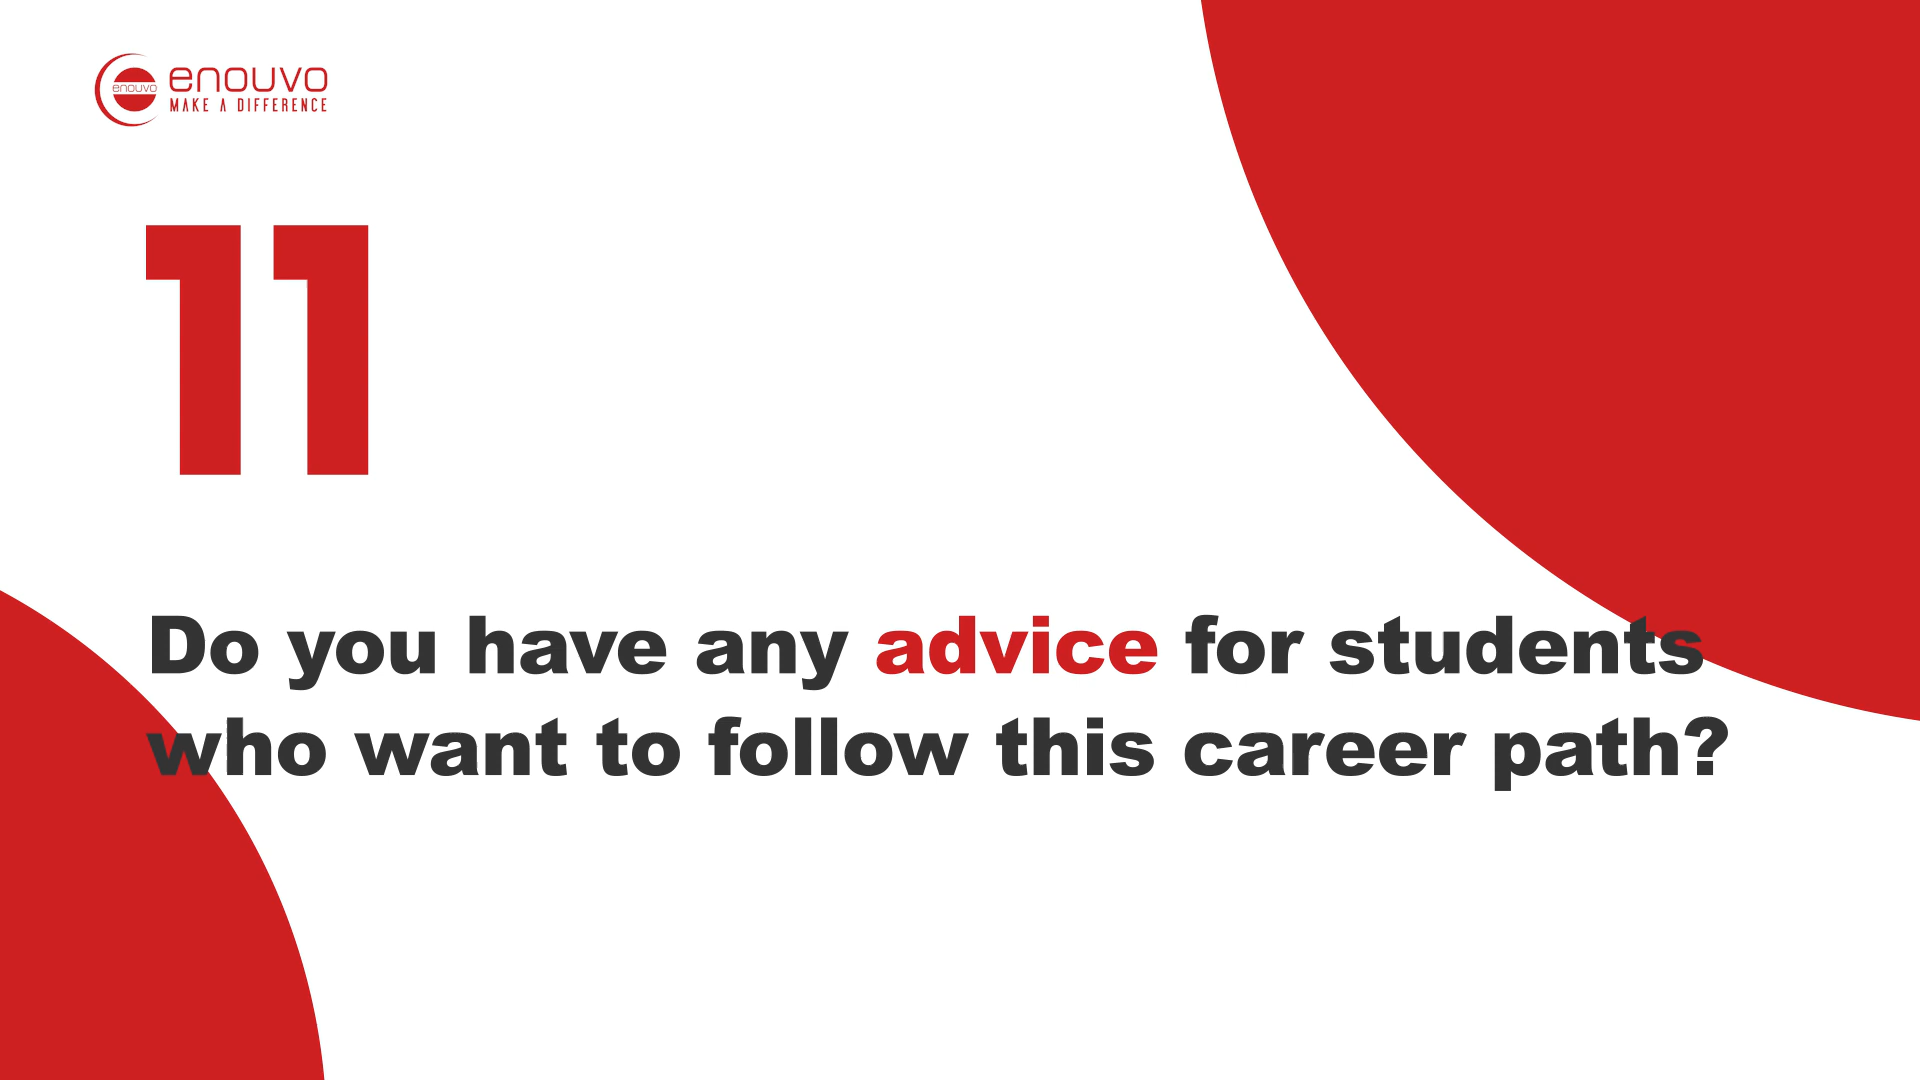 enouvo
enouvo
MAKE A DIFFERENCE
11
Do you have any advice for students
who want to follow this career path?